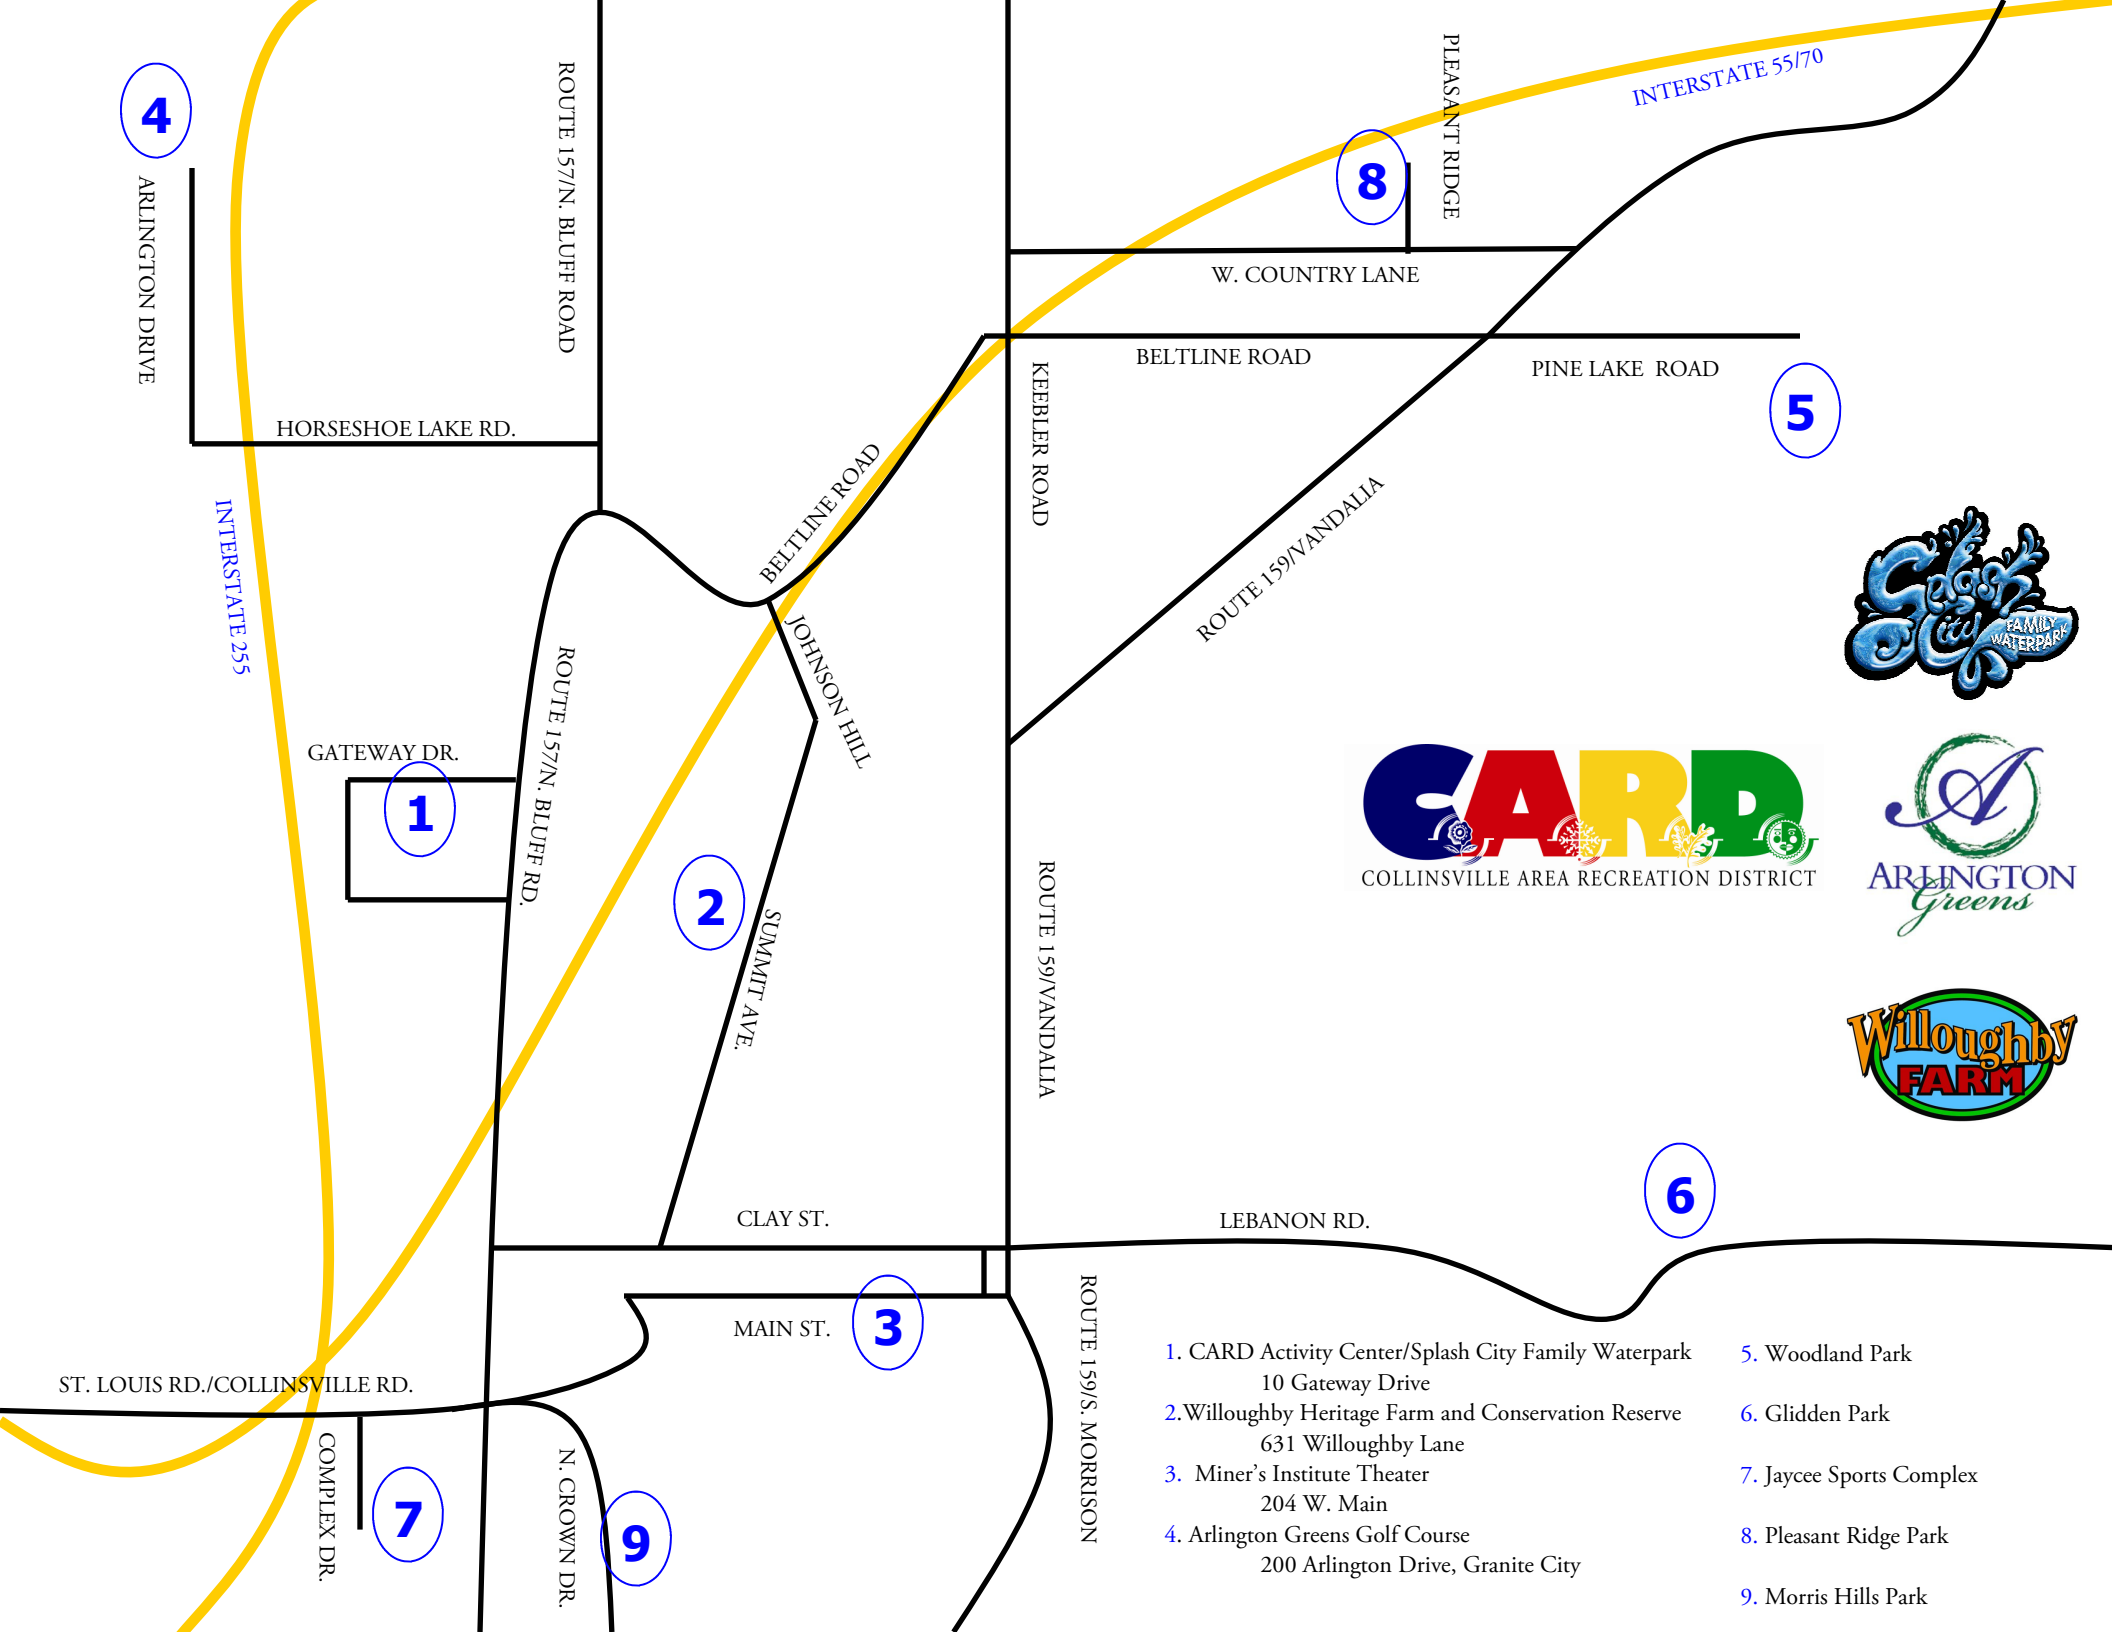 4
ARLINGTON DRIVE
ROUTE 157/N. BLUFF ROAD
PLEASANT RIDGE
INTERSTATE 55/70
8
W. COUNTRY LANE
BELTLINE ROAD
PINE LAKE  ROAD
5
KEEBLER ROAD
HORSESHOE LAKE RD.
BELTLINE ROAD
ROUTE 159/VANDALIA
INTERSTATE 255
JOHNSON HILL
ROUTE 157/N. BLUFF RD.
GATEWAY DR.
1
2
SUMMIT AVE.
ROUTE 159/VANDALIA
Splash
City
FAMILY
WATERPARK
CARD
COLLINSVILLE AREA RECREATION DISTRICT
A
ARLINGTON
Greens
Willoughby
FARM
6
CLAY ST.
LEBANON RD.
MAIN ST.
3
ROUTE 159/S. MORRISON
ST. LOUIS RD./COLLINSVILLE RD.
COMPLEX DR.
7
N. CROWN DR.
9
1. CARD Activity Center/Splash City Family Waterpark
10 Gateway Drive
2.Willoughby Heritage Farm and Conservation Reserve
631 Willoughby Lane
3.  Miner's Institute Theater
204 W. Main
4. Arlington Greens Golf Course
200 Arlington Drive, Granite City
5. Woodland Park
6. Glidden Park
7. Jaycee Sports Complex
8. Pleasant Ridge Park
9. Morris Hills Park